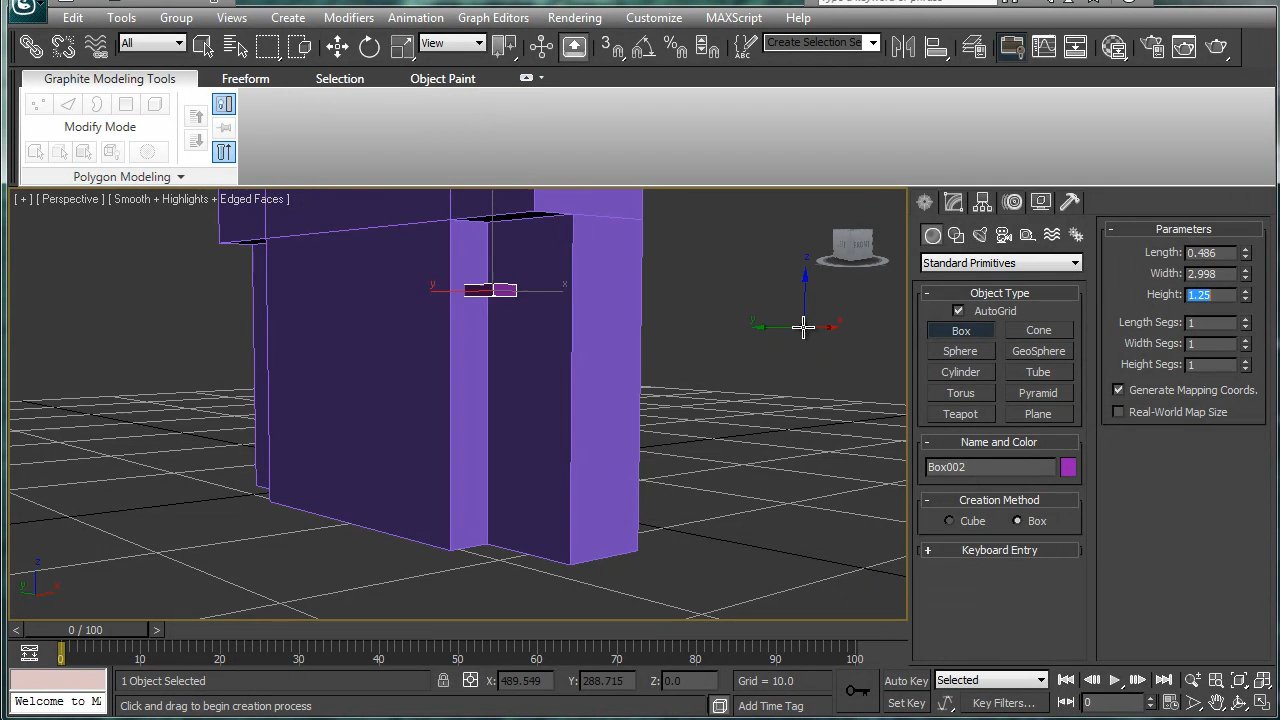 Edit Tools Group Views Create Modifiers Animation Graph Editors Rendering Customize MAXScript Help
All View 3 % ABC Create Selection Se
Graphite Modeling Tools Freeform Selection Object Paint
Modify Mode
Polygon Modeling
[ + ] [ Perspective ] [ Smooth + Highlights + Edged Faces ]
y x
z
y x
z
y x
Standard Primitives
Object Type
AutoGrid
Box Cone
Sphere GeoSphere
Cylinder Tube
Torus Pyramid
Teapot Plane
Name and Color
Box002
Creation Method
Cube Box
Keyboard Entry
Parameters
Length: 0.486
Width: 2.998
Height: 1.25
Length Segs: 1
Width Segs: 1
Height Segs: 1
Generate Mapping Coords.
Real-World Map Size
0 / 100
0 10 20 30 40 50 60 70 80 90 100
1 Object Selected X: 489.549 Y: 288.715 Z: 0.0 Grid = 10.0 Auto Key Selected
Welcome to M Click and drag to begin creation process Add Time Tag Set Key Key Filters... 0